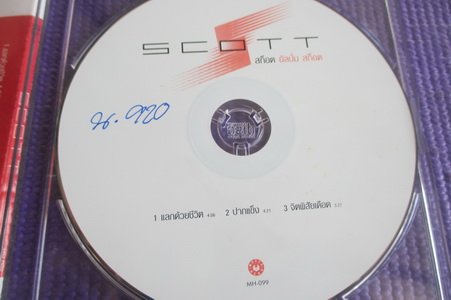 SCOTT
สก็อต อัลบั้ม สก็อต
1 แลกด้วยชีวิต 2 ปากแข็ง 3 จิตพิสัยเดือด
MH-099